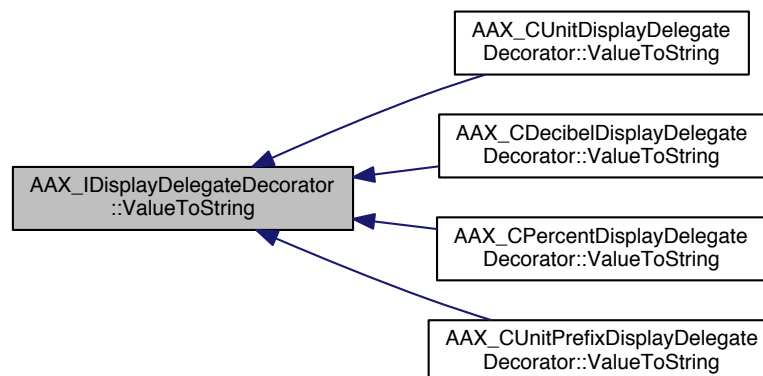 AAX_CUnitDisplayDelegate
Decorator::ValueToString
AAX_CDecibelDisplayDelegate
Decorator::ValueToString
AAX_IDisplayDelegateDecorator
::ValueToString
AAX_CPercentDisplayDelegate
Decorator::ValueToString
AAX_CUnitPrefixDisplayDelegate
Decorator::ValueToString